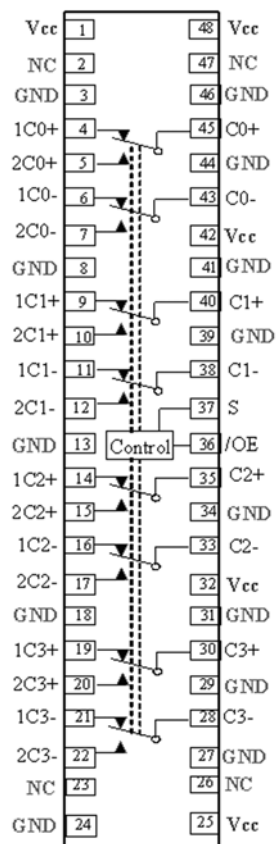 Vcc 1 48 Vcc
NC 2 47 NC
GND 3 46 GND
1C0+ 4 45 C0+
2C0+ 5 44 GND
1C0- 6 43 C0-
2C0- 7 42 Vcc
GND 8 41 GND
1C1+ 9 40 C1+
2C1+ 10 39 GND
1C1- 11 38 C1-
2C1- 12 37 S
GND 13 Control 36 /OE
1C2+ 14 35 C2+
2C2+ 15 34 GND
1C2- 16 33 C2-
2C2- 17 32 Vcc
GND 18 31 GND
1C3+ 19 30 C3+
2C3+ 20 29 GND
1C3- 21 28 C3-
2C3- 22 27 GND
NC 23 26 NC
GND 24 25 Vcc